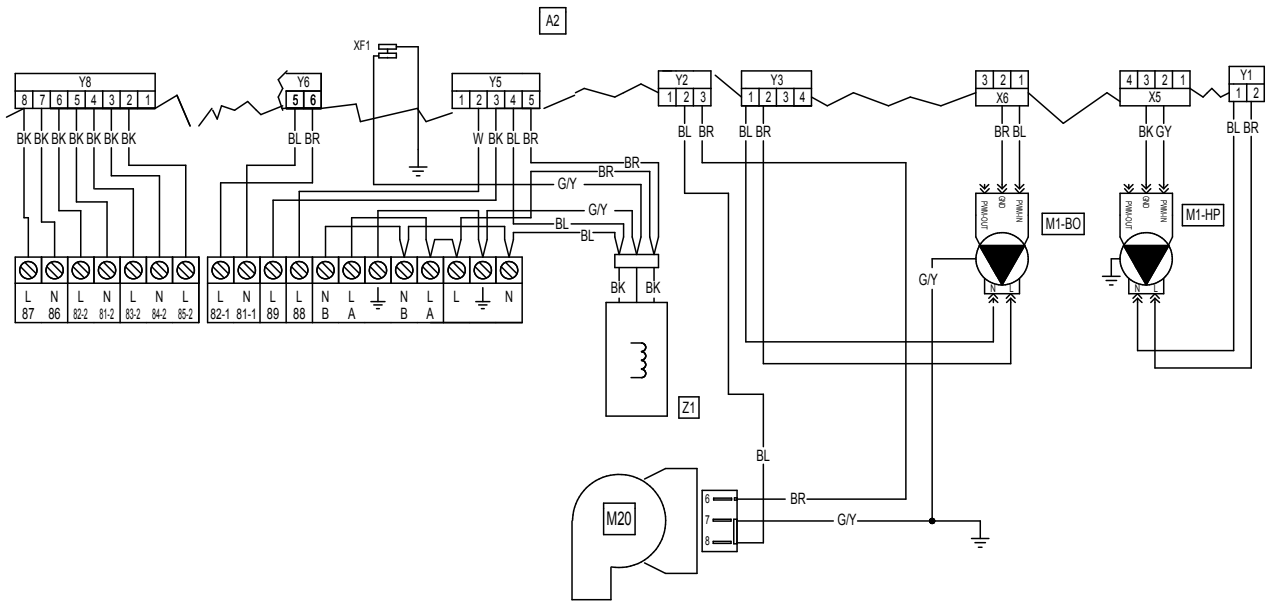 A2
XF1
Y8
8 7 6 5 4 3 2 1
Y6
5 6
Y5
1 2 3 4 5
Y2
1 2 3
Y3
1 2 3 4
3 2 1
X6
4 3 2 1
X5
Y1
1 2
BK BK BK BK BK BK BK
BL BR
W BK BL BR
BL BR
BL BR
BR BL
BK GY
BL BR
BR
BR
G/Y
G/Y
BL
BL
PWM-OUT
GND
PWM-IN
M1-BO
PWM-OUT
GND
PWM-IN
M1-HP
N L
N L
G/Y
L N L N L N L
87 86 82-2 81-2 83-2 84-2 85-2
L N L L N L N L L N
82-1 81-1 89 88 B A B A
BK BK
Z1
BL
M20
6
7
8
BR
G/Y